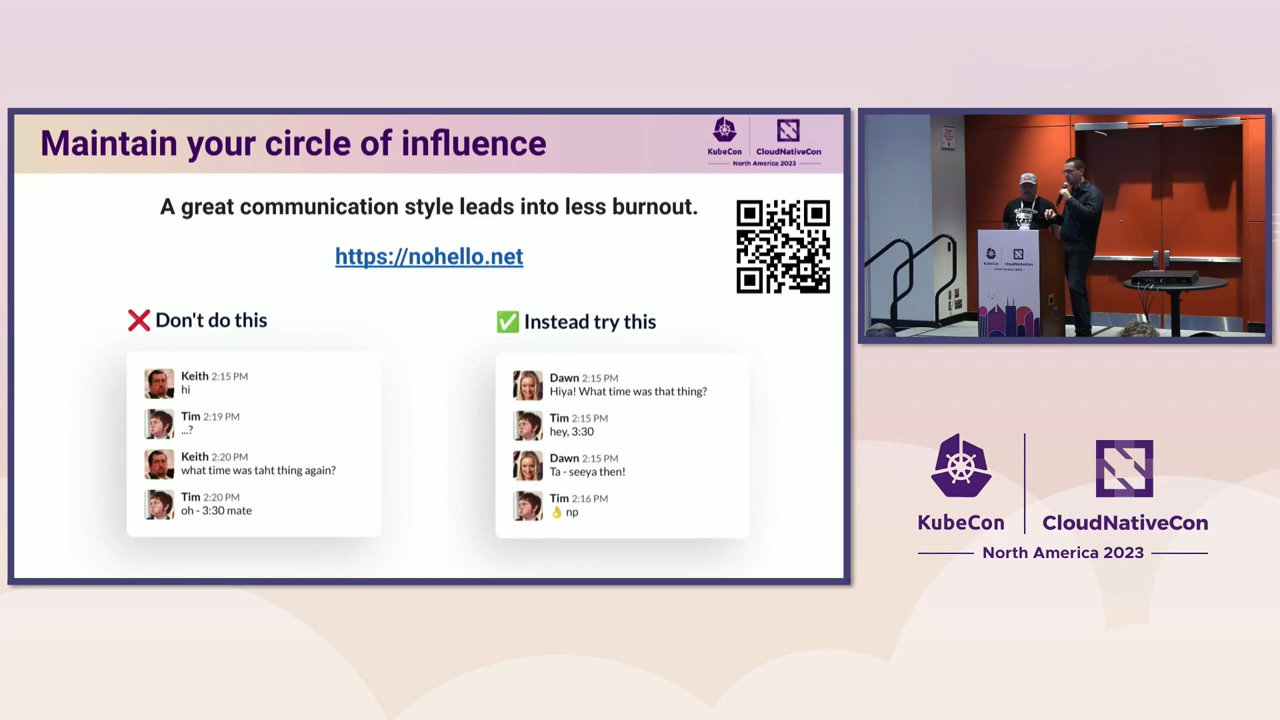 Maintain your circle of influence
KubeCon
CloudNativeCon
North America 2023
A great communication style leads into less burnout.
https://nohello.net
❌ Don't do this
Keith 2:15 PM
hi
Tim 2:19 PM
...?
Keith 2:20 PM
what time was taht thing again?
Tim 2:20 PM
oh - 3:30 mate
✅ Instead try this
Dawn 2:15 PM
Hiya! What time was that thing?
Tim 2:15 PM
hey, 3:30
Dawn 2:15 PM
Ta - seeya then!
Tim 2:16 PM
👌 np
KubeCon
CloudNativeCon
North America 2023